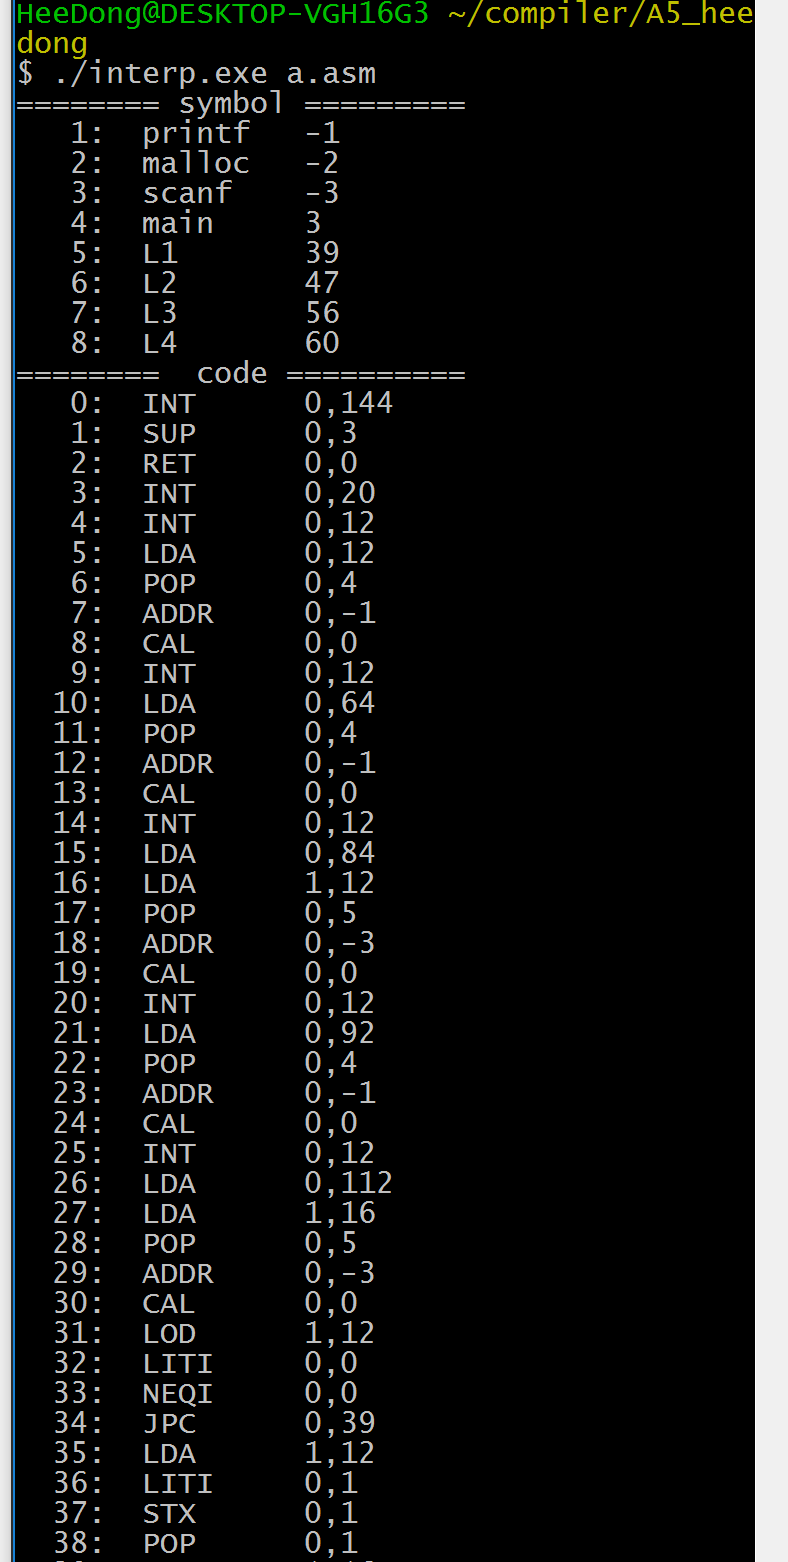 HeeDong@DESKTOP-VGH16G3 ~/compiler/A5_hee
dong
$ ./interp.exe a.asm
======== symbol =========
1: printf -1
2: malloc -2
3: scanf -3
4: main 3
5: L1 39
6: L2 47
7: L3 56
8: L4 60
======== code ==========
0: INT 0,144
1: SUP 0,3
2: RET 0,0
3: INT 0,20
4: INT 0,12
5: LDA 0,12
6: POP 0,4
7: ADDR 0,-1
8: CAL 0,0
9: INT 0,12
10: LDA 0,64
11: POP 0,4
12: ADDR 0,-1
13: CAL 0,0
14: INT 0,12
15: LDA 0,84
16: LDA 1,12
17: POP 0,5
18: ADDR 0,-3
19: CAL 0,0
20: INT 0,12
21: LDA 0,92
22: POP 0,4
23: ADDR 0,-1
24: CAL 0,0
25: INT 0,12
26: LDA 0,112
27: LDA 1,16
28: POP 0,5
29: ADDR 0,-3
30: CAL 0,0
31: LOD 1,12
32: LITI 0,0
33: NEQI 0,0
34: JPC 0,39
35: LDA 1,12
36: LITI 0,1
37: STX 0,1
38: POP 0,1